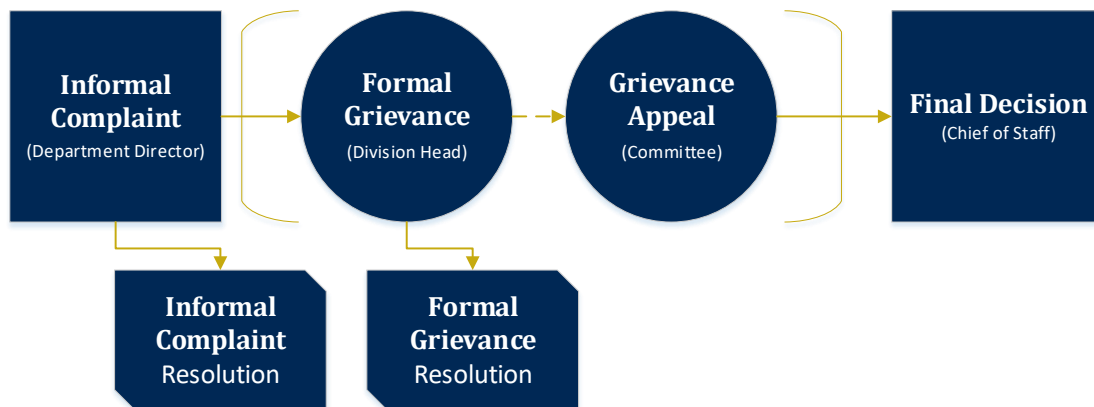 Informal
Complaint
(Department Director)
Formal
Grievance
(Division Head)
Grievance
Appeal
(Committee)
Final Decision
(Chief of Staff)
Informal
Complaint
Resolution
Formal
Grievance
Resolution